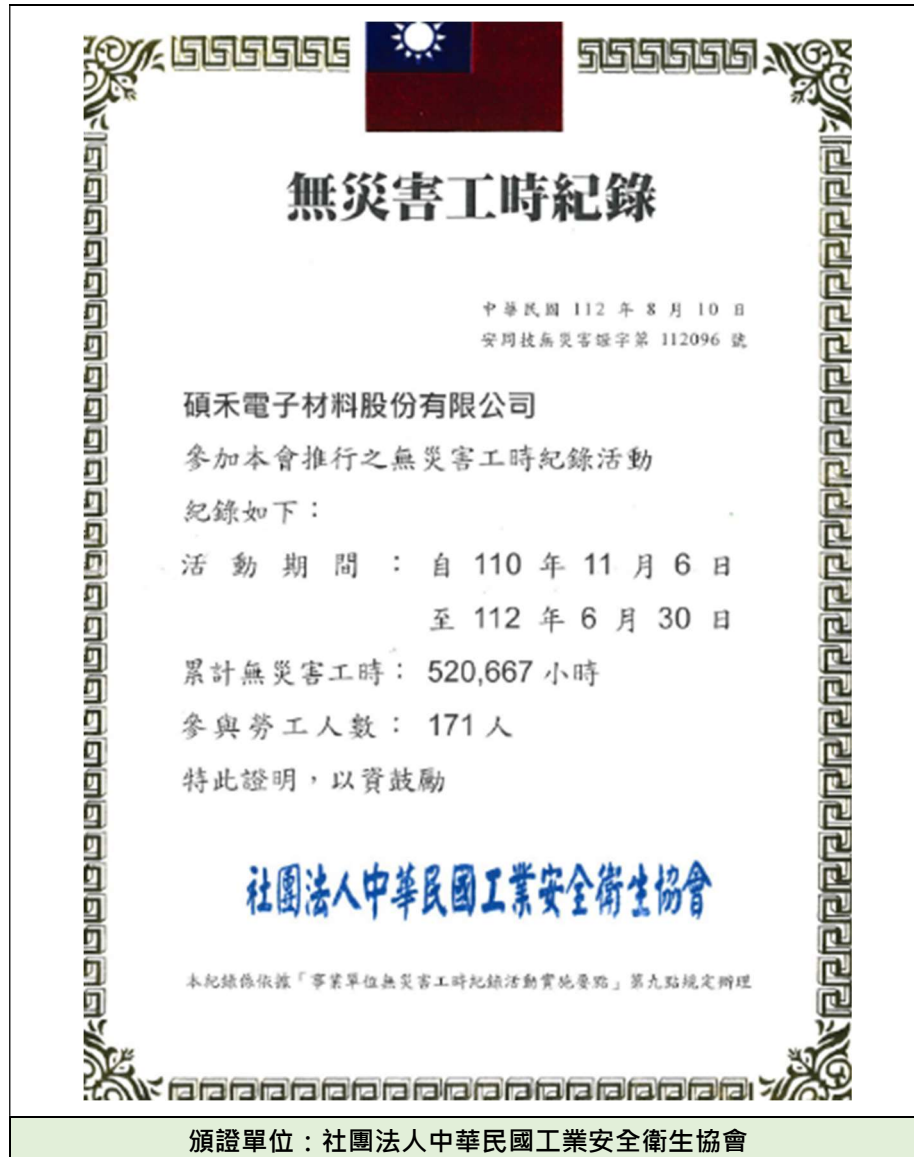 無災害工時紀錄
中華民國 112 年 8 月 10 日
安同技無災害證字第 112096 號
碩禾電子材料股份有限公司
參加本會推行之無災害工時紀錄活動
紀錄如下：
活動期間：自 110 年 11 月 6 日
至 112 年 6 月 30 日
累計無災害工時：520,667 小時
參與勞工人數：171 人
特此證明，以資鼓勵
社團法人中華民國工業安全衛生協會
本紀錄係依據「事業單位無災害工時紀錄活動實施要點」第九點規定辦理
頒證單位：社團法人中華民國工業安全衛生協會